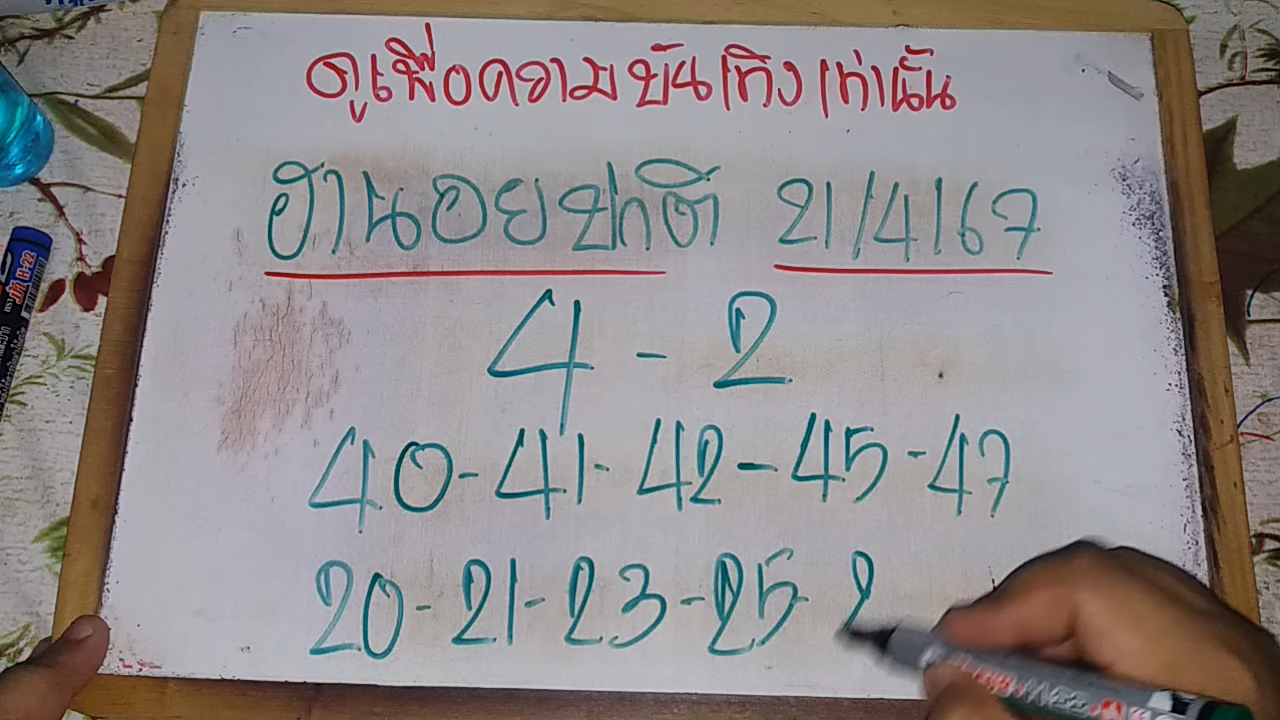 ดูเพื่อความบันเทิงเท่านั้น
ฮานอยปกติ 21/4/67
4 - 2
40 - 41 - 42 - 45 - 47
20 - 21 - 23 - 25 - 2
H-22